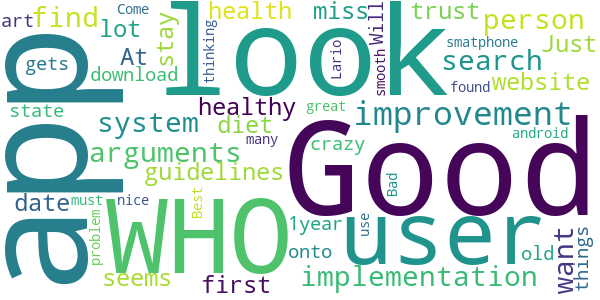 art
find
lot
At
stay
health
thinking
look
miss
Lario
smooth
Will
trust
person
Just
Come
gets
download
smatphone
search
found
website
app
state
system
healthy
diet
great
many
improvement
android
arguments
crazy
guidelines
Good
date
must
nice
problem
WHO
Best
1year
use
Bad
user
onto
old
want
things
seems
first
implementation